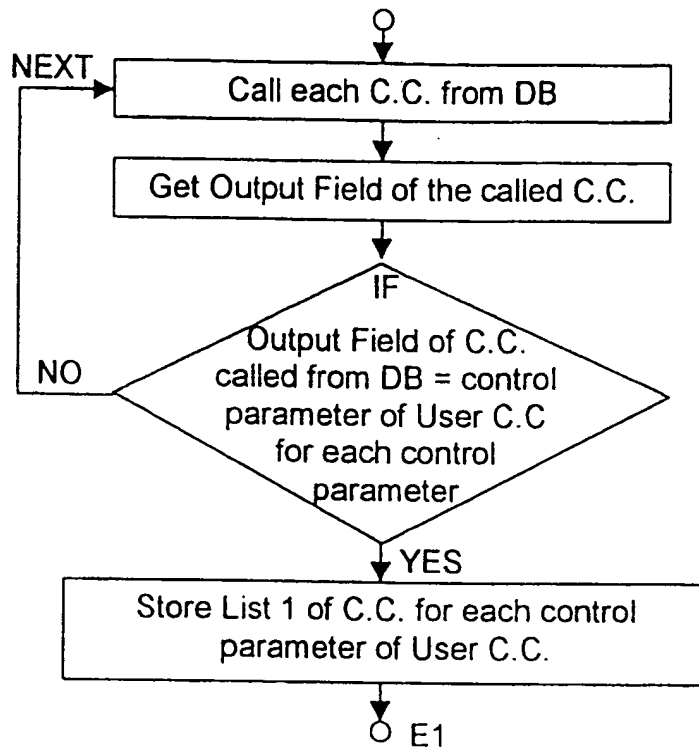 NEXT
Call each C.C. from DB
Get Output Field of the called C.C.
IF
Output Field of C.C.
called from DB = control
parameter of User C.C
for each control
parameter
NO
YES
Store List 1 of C.C. for each control
parameter of User C.C.
E1